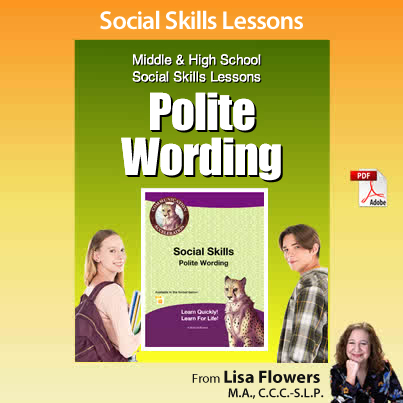 Social Skills Lessons
Middle & High School
Social Skills Lessons
Polite
Wording
PDF
Adobe
Social Skills
Polite Wording
Learn Quickly!
Learn For Life!
From Lisa Flowers
M.A., C.C.C.-S.L.P.